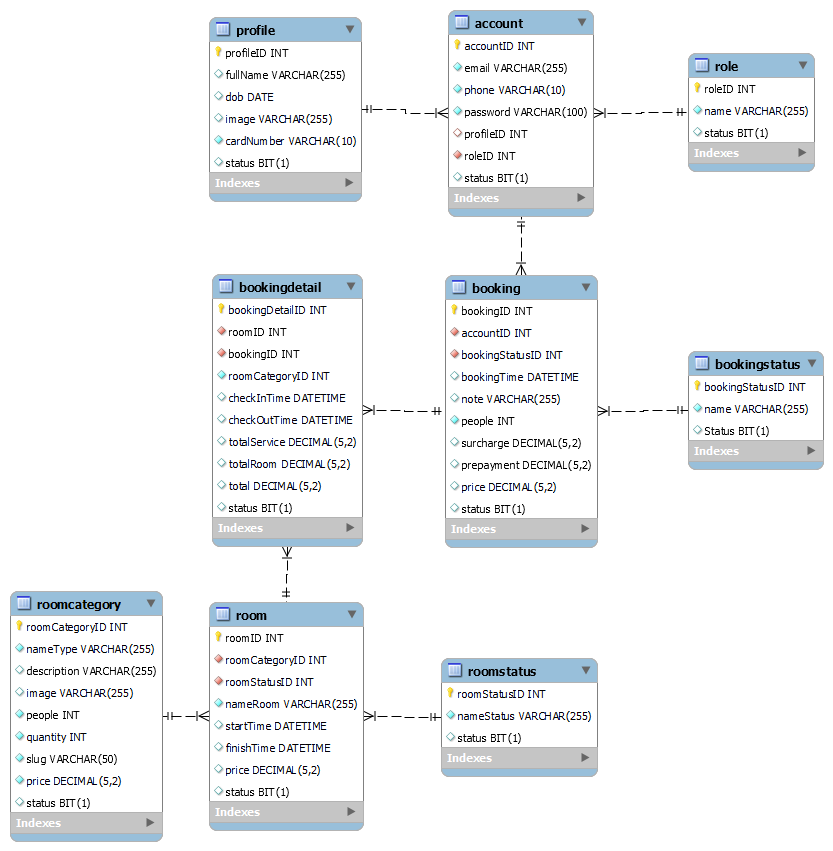 profile
profileID INT
fullName VARCHAR(255)
dob DATE
image VARCHAR(255)
cardNumber VARCHAR(10)
status BIT(1)
Indexes
account
accountID INT
email VARCHAR(255)
phone VARCHAR(10)
password VARCHAR(100)
profileID INT
roleID INT
status BIT(1)
Indexes
role
roleID INT
name VARCHAR(255)
status BIT(1)
Indexes
bookingdetail
bookingDetailID INT
roomID INT
bookingID INT
roomCategoryID INT
checkInTime DATETIME
checkOutTime DATETIME
totalService DECIMAL(5,2)
totalRoom DECIMAL(5,2)
total DECIMAL(5,2)
status BIT(1)
Indexes
booking
bookingID INT
accountID INT
bookingStatusID INT
bookingTime DATETIME
note VARCHAR(255)
people INT
surcharge DECIMAL(5,2)
prepayment DECIMAL(5,2)
price DECIMAL(5,2)
status BIT(1)
Indexes
bookingstatus
bookingStatusID INT
name VARCHAR(255)
Status BIT(1)
Indexes
roomcategory
roomCategoryID INT
nameType VARCHAR(255)
description VARCHAR(255)
image VARCHAR(255)
people INT
quantity INT
slug VARCHAR(50)
price DECIMAL(5,2)
status BIT(1)
Indexes
room
roomID INT
roomCategoryID INT
roomStatusID INT
nameRoom VARCHAR(255)
startTime DATETIME
finishTime DATETIME
price DECIMAL(5,2)
status BIT(1)
Indexes
roomstatus
roomStatusID INT
nameStatus VARCHAR(255)
status BIT(1)
Indexes